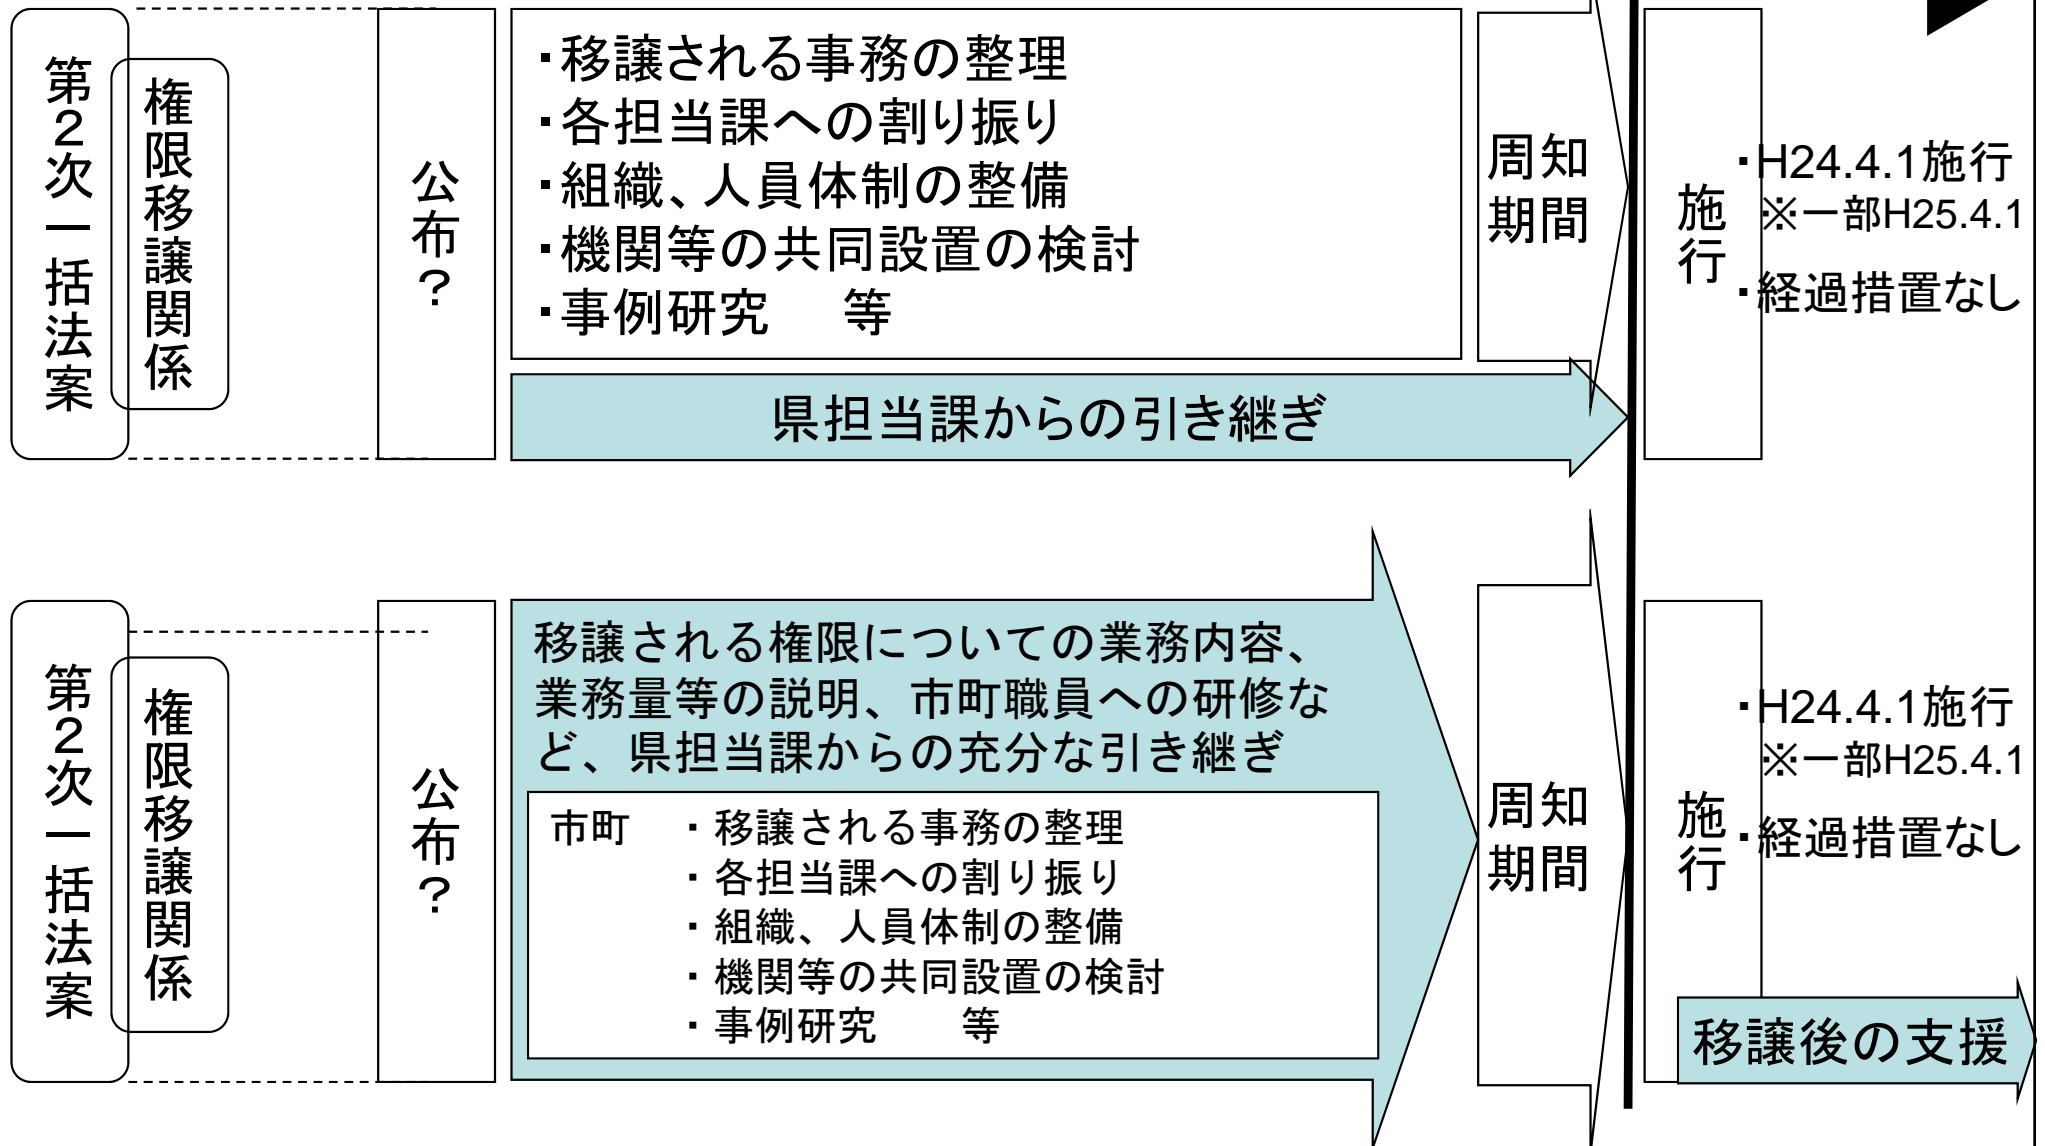 第２次一括法案
権限移譲関係
公布？
・移譲される事務の整理
・各担当課への割り振り
・組織、人員体制の整備
・機関等の共同設置の検討
・事例研究　等
周知
期間
施行
・H24.4.1施行
※一部H25.4.1
・経過措置なし
県担当課からの引き継ぎ
第２次一括法案
権限移譲関係
公布？
移譲される権限についての業務内容、
業務量等の説明、市町職員への研修な
ど、県担当課からの充分な引き継ぎ
市町　・移譲される事務の整理
・各担当課への割り振り
・組織、人員体制の整備
・機関等の共同設置の検討
・事例研究　　等
周知
期間
施行
・H24.4.1施行
※一部H25.4.1
・経過措置なし
移譲後の支援